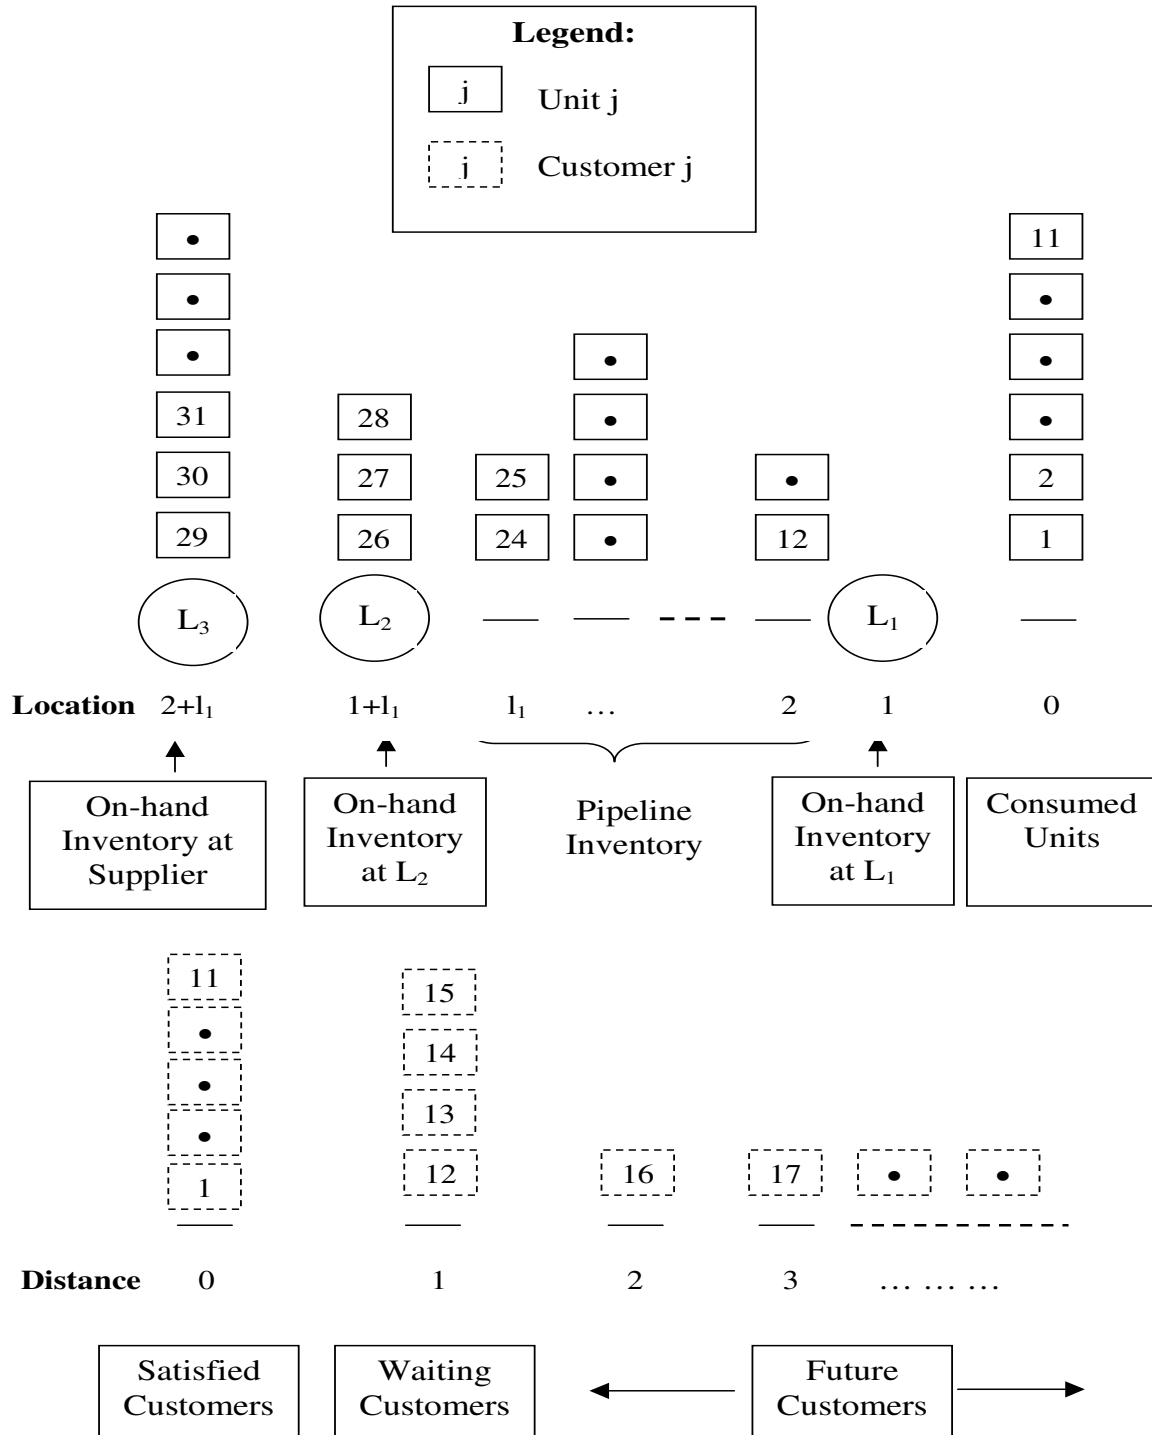 Legend:
j Unit j
j Customer j
•
11
•
•
•
•
•
31
28
•
•
30
27
25
•
•
2
29
26
24
•
12
1
L₃
L₂
L₁
Location 2+l₁ 1+l₁ l₁ … 2 1 0
On-hand
Inventory at
Supplier
On-hand
Inventory
at L₂
Pipeline
Inventory
On-hand
Inventory
at L₁
Consumed
Units
11
•
•
•
1
15
14
13
12
16
17
•
•
Distance 0 1 2 3 … … …
Satisfied
Customers
Waiting
Customers
Future
Customers